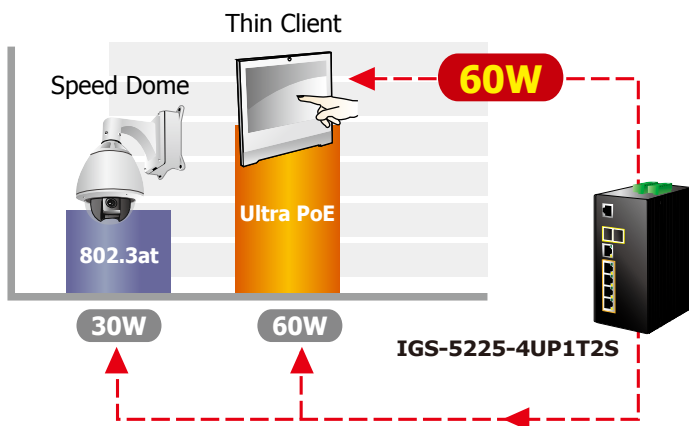 Thin Client
60W
Speed Dome
Ultra PoE
802.3at
30W
60W
IGS-5225-4UP1T2S